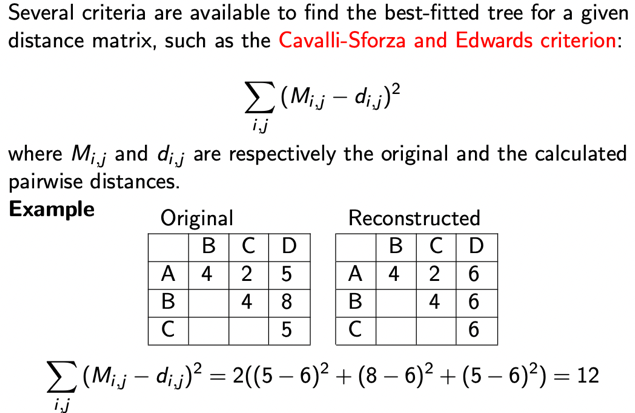 Several criteria are available to find the best-fitted tree for a given
distance matrix, such as the Cavalli-Sforza and Edwards criterion:
∑_{i,j} (M_{i,j} − d_{i,j})²
where M_{i,j} and d_{i,j} are respectively the original and the calculated
pairwise distances.
Example
Original Reconstructed
B C D B C D
A 4 2 5 A 4 2 6
B 4 8 B 4 6
C 5 C 6
∑_{i,j} (M_{i,j} − d_{i,j})² = 2((5 − 6)² + (8 − 6)² + (5 − 6)²) = 12